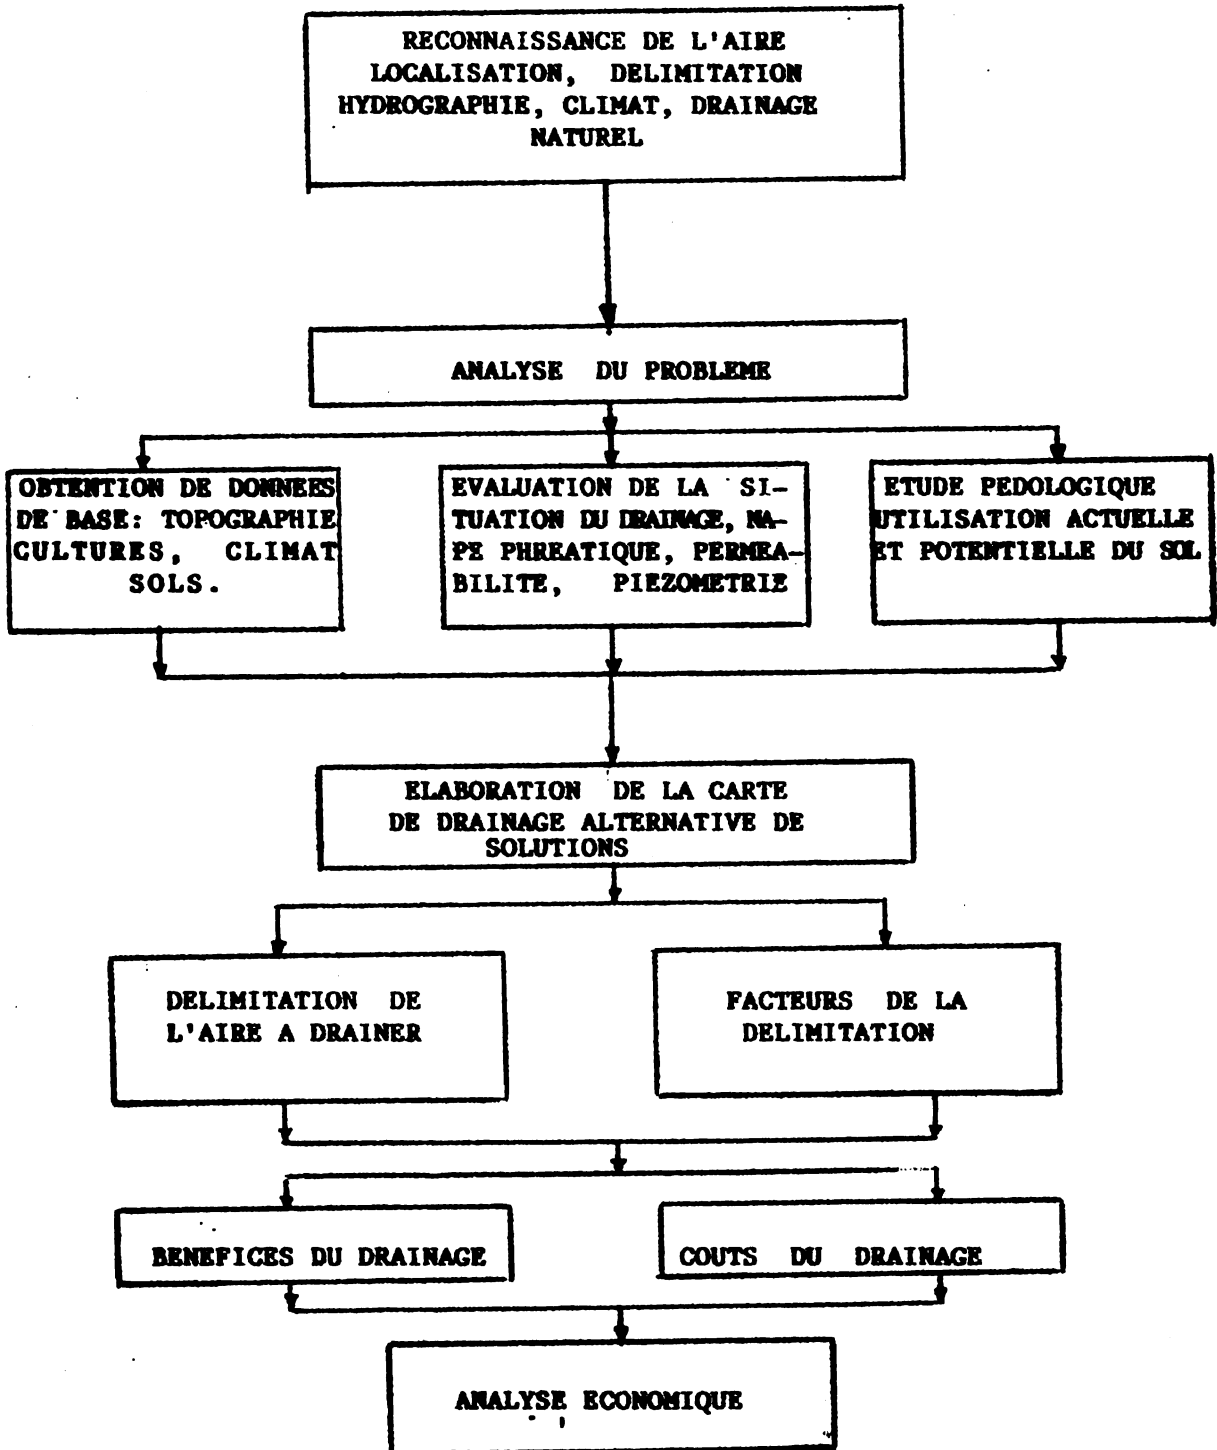 RECONNAISSANCE DE L'AIRE
LOCALISATION, DELIMITATION
HYDROGRAPHIE, CLIMAT, DRAINAGE
NATUREL
ANALYSE DU PROBLEME
OBTENTION DE DONNEES
DE BASE: TOPOGRAPHIE
CULTURES, CLIMAT
SOLS.
EVALUATION DE LA SI-
TUATION DU DRAINAGE, NA-
PE PHREATIQUE, PERMEA-
BILITE, PIEZOMETRIE
ETUDE PEDOLOGIQUE
UTILISATION ACTUELLE
ET POTENTIELLE DU SOL
ELABORATION DE LA CARTE
DE DRAINAGE ALTERNATIVE DE
SOLUTIONS
DELIMITATION DE
L'AIRE A DRAINER
FACTEURS DE LA
DELIMITATION
BENEFICES DU DRAINAGE
COUTS DU DRAINAGE
ANALYSE ECONOMIQUE